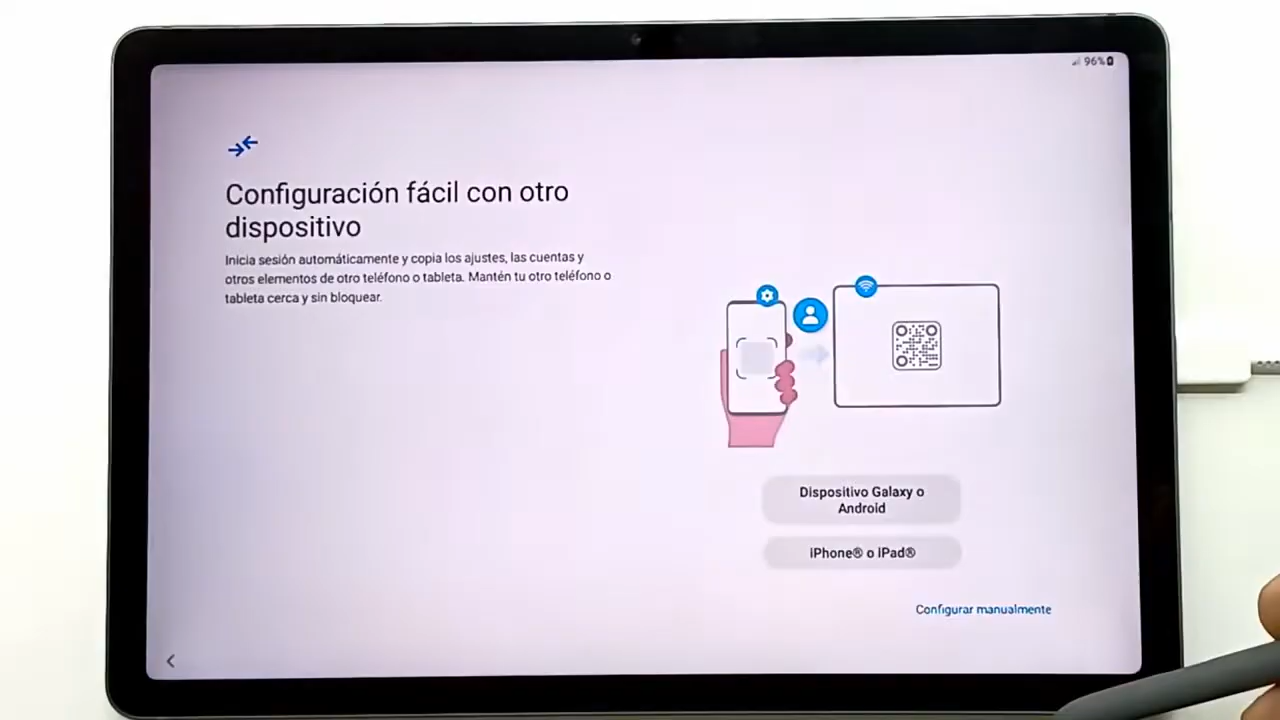 96%
Configuración fácil con otro
dispositivo
Inicia sesión automáticamente y copia los ajustes, las cuentas y
otros elementos de otro teléfono o tableta. Mantén tu otro teléfono o
tableta cerca y sin bloquear.
Dispositivo Galaxy o
Android
iPhone® o iPad®
Configurar manualmente